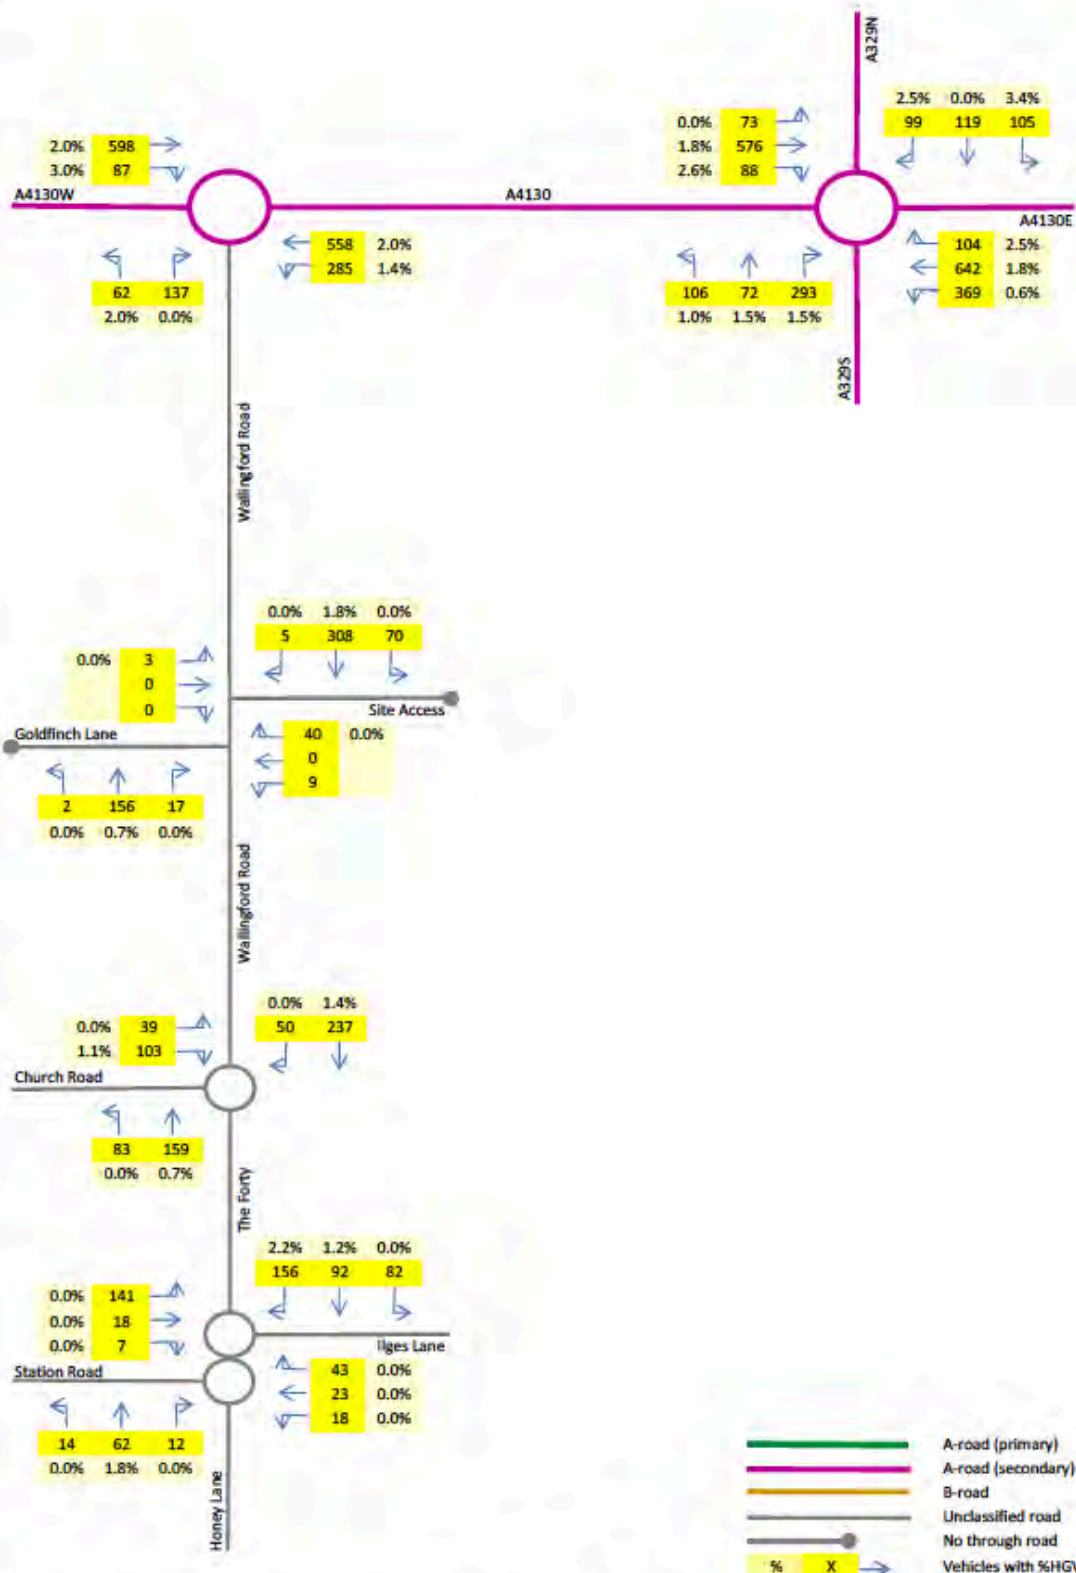 A329N
2.5% 0.0% 3.4%
99 119 105
0.0% 73
1.8% 576
2.6% 88
2.0% 598
3.0% 87
A4130W
A4130
A4130E
558 2.0%
285 1.4%
62 137
2.0% 0.0%
104 2.5%
642 1.8%
369 0.6%
106 72 293
1.0% 1.5% 1.5%
A329S
Wallingford Road
0.0% 1.8% 0.0%
5 308 70
0.0% 3
0
0
Site Access
Goldfinch Lane
40 0.0%
0
9
2 156 17
0.0% 0.7% 0.0%
Wallingford Road
0.0% 1.4%
50 237
0.0% 39
1.1% 103
Church Road
83 159
0.0% 0.7%
The Forty
2.2% 1.2% 0.0%
156 92 82
0.0% 141
0.0% 18
0.0% 7
Ilges Lane
Station Road
43 0.0%
23 0.0%
18 0.0%
14 62 12
0.0% 1.8% 0.0%
Honey Lane
A-road (primary)
A-road (secondary)
B-road
Unclassified road
No through road
% X Vehicles with %HGV